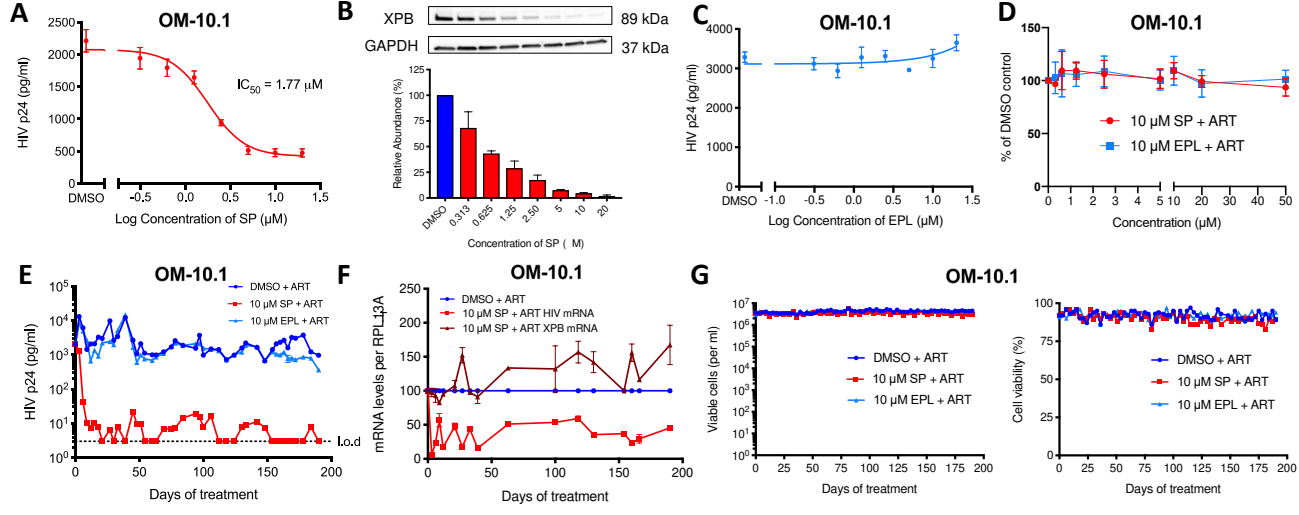 A
OM-10.1
HIV p24 (pg/ml)
2500
2000
1500
1000
500
0
IC50 = 1.77 µM
DMSO
-0.5
0.0
0.5
1.0
1.5
Log Concentration of SP (µM)
B
XPB
89 kDa
GAPDH
37 kDa
Relative Abundance (%)
125
100
75
50
25
0
DMSO
0.313
0.625
1.25
2.50
5
10
20
Concentration of SP ( M)
C
OM-10.1
HIV p24 (pg/ml)
4000
3000
2000
1000
0
DMSO
-1.0
-0.5
0.0
0.5
1.0
1.5
Log Concentration of EPL (µM)
D
OM-10.1
% of DMSO control
150
100
50
0
10 µM SP + ART
10 µM EPL + ART
0
1
2
3
4
5
10
20
30
40
50
Concentration (µM)
E
OM-10.1
HIV p24 (pg/ml)
10^5
10^4
10^3
10^2
10^1
10^0
DMSO + ART
10 µM SP + ART
10 µM EPL + ART
l.o.d
0
50
100
150
200
Days of treatment
F
OM-10.1
mRNA levels per RPL13A
200
150
100
50
0
DMSO + ART
10 µM SP + ART HIV mRNA
10 µM SP + ART XPB mRNA
0
50
100
150
200
Days of treatment
G
OM-10.1
Viable cells (per ml)
10^7
10^6
10^5
10^4
10^3
10^2
10^1
10^0
DMSO + ART
10 µM SP + ART
10 µM EPL + ART
0
25
50
75
100
125
150
175
200
Days of treatment
Cell viability (%)
100
75
50
25
0
DMSO + ART
10 µM SP + ART
10 µM EPL + ART
0
25
50
75
100
125
150
175
200
Days of treatment